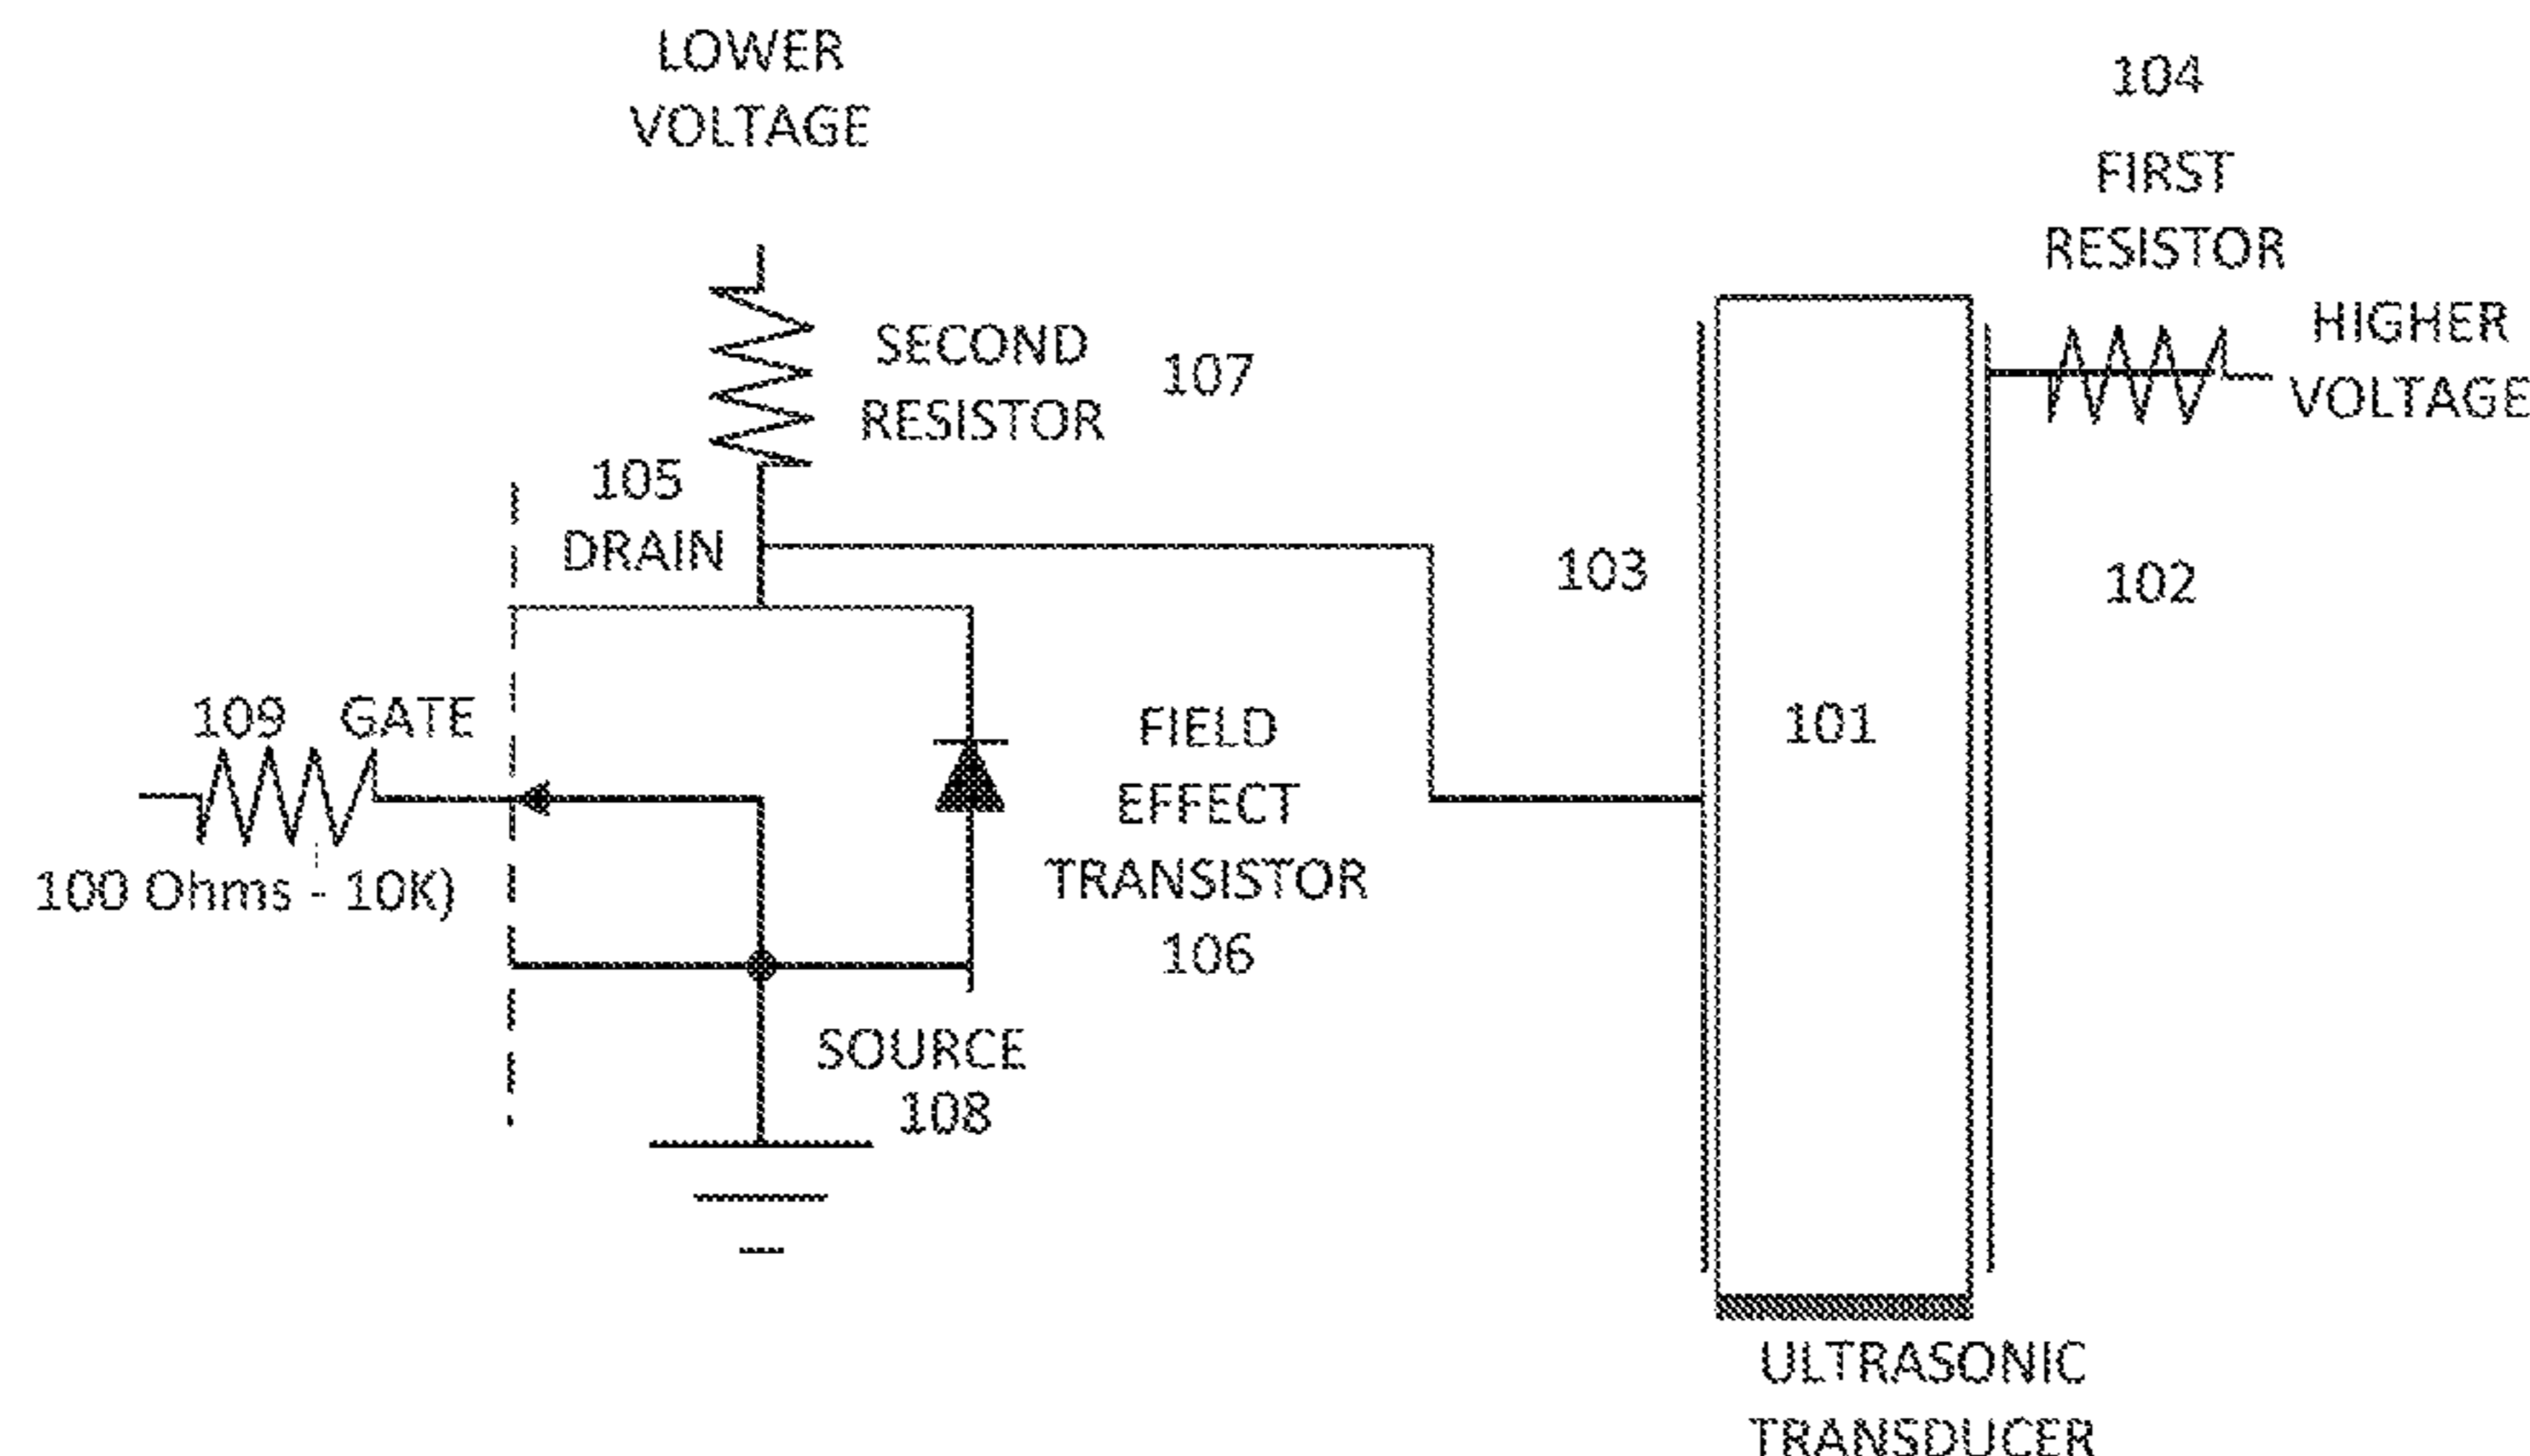 LOWER
VOLTAGE
104
FIRST
RESISTOR
HIGHER
VOLTAGE
SECOND
RESISTOR
107
105
DRAIN
103
102
109 GATE
100 Ohms - 10K)
FIELD
EFFECT
TRANSISTOR
106
101
SOURCE
108
ULTRASONIC
TRANSDUCER